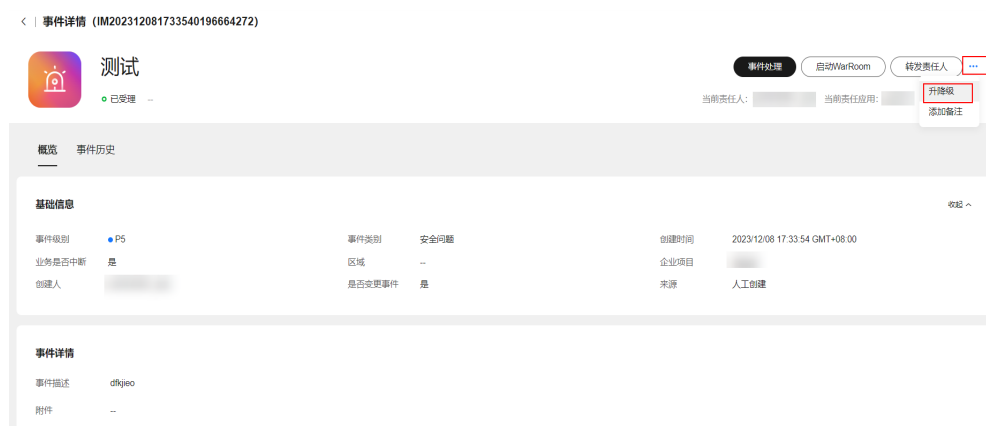 事件详情（IM202312081733540196664272）
测试
事件处理 启动WarRoom 转发责任人 ...
已受理 --
当前责任人： 当前责任应用：
升降级
添加备注
概览 事件历史
基础信息 收起
事件级别 P5 事件类别 安全问题 创建时间 2023/12/08 17:33:54 GMT+08:00
业务是否中断 是 区域 -- 企业项目
创建人 是否变更事件 是 来源 人工创建
事件详情
事件描述 dfkjieo
附件 --